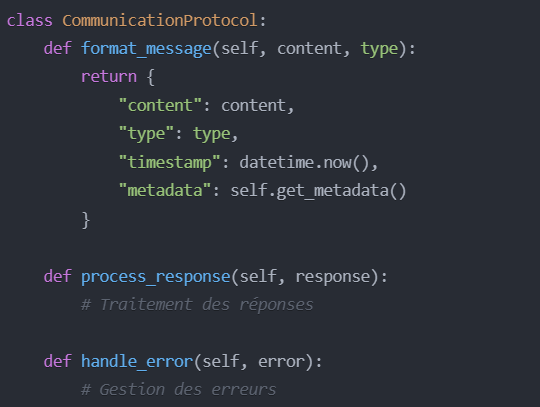 class CommunicationProtocol:
    def format_message(self, content, type):
        return {
            "content": content,
            "type": type,
            "timestamp": datetime.now(),
            "metadata": self.get_metadata()
        }

    def process_response(self, response):
        # Traitement des réponses

    def handle_error(self, error):
        # Gestion des erreurs